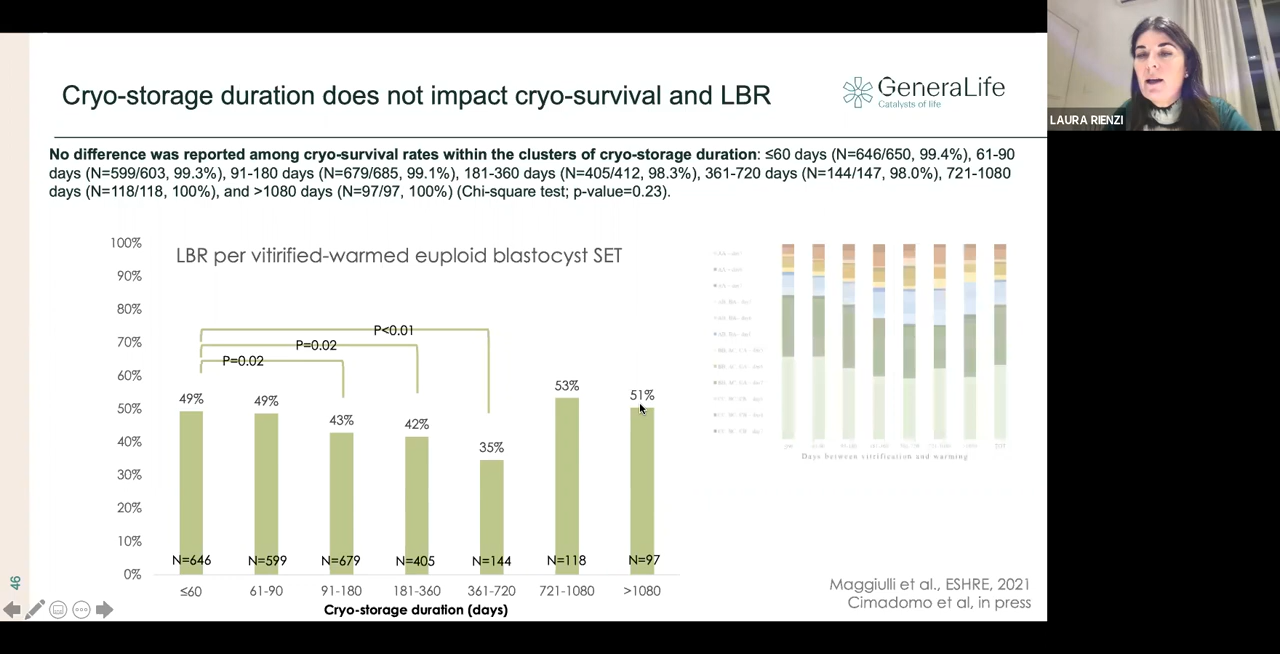 Cryo-storage duration does not impact cryo-survival and LBR
GeneraLife
Catalysts of life
LAURA RIENZI
No difference was reported among cryo-survival rates within the clusters of cryo-storage duration: ≤60 days (N=646/650, 99.4%), 61-90
days (N=599/603, 99.3%), 91-180 days (N=679/685, 99.1%), 181-360 days (N=405/412, 98.3%), 361-720 days (N=144/147, 98.0%), 721-1080
days (N=118/118, 100%), and >1080 days (N=97/97, 100%) (Chi-square test; p-value=0.23).
LBR per vitirified-warmed euploid blastocyst SET
100%
90%
80%
70%
60%
50%
40%
30%
20%
10%
0%
P<0.01
P=0.02
P=0.02
49%
49%
43%
42%
35%
53%
51%
N=646
N=599
N=679
N=405
N=144
N=118
N=97
≤60
61-90
91-180
181-360
361-720
721-1080
>1080
Cryo-storage duration (days)
Days between vitrification and warming
Maggiulli et al., ESHRE, 2021
Cimadomo et al, in press
46